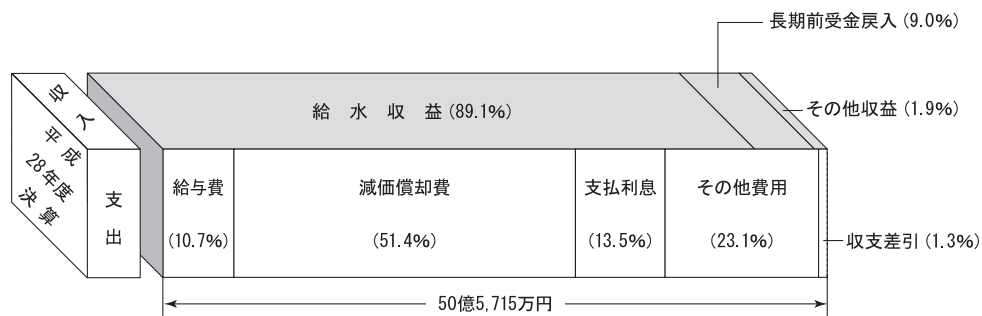 長期前受金戻入(9.0%)
給水収益(89.1%)
その他収益(1.9%)
収入
平成
28年度
決算
支出
給与費
(10.7%)
減価償却費
(51.4%)
支払利息
(13.5%)
その他費用
(23.1%)
収支差引(1.3%)
50億5,715万円